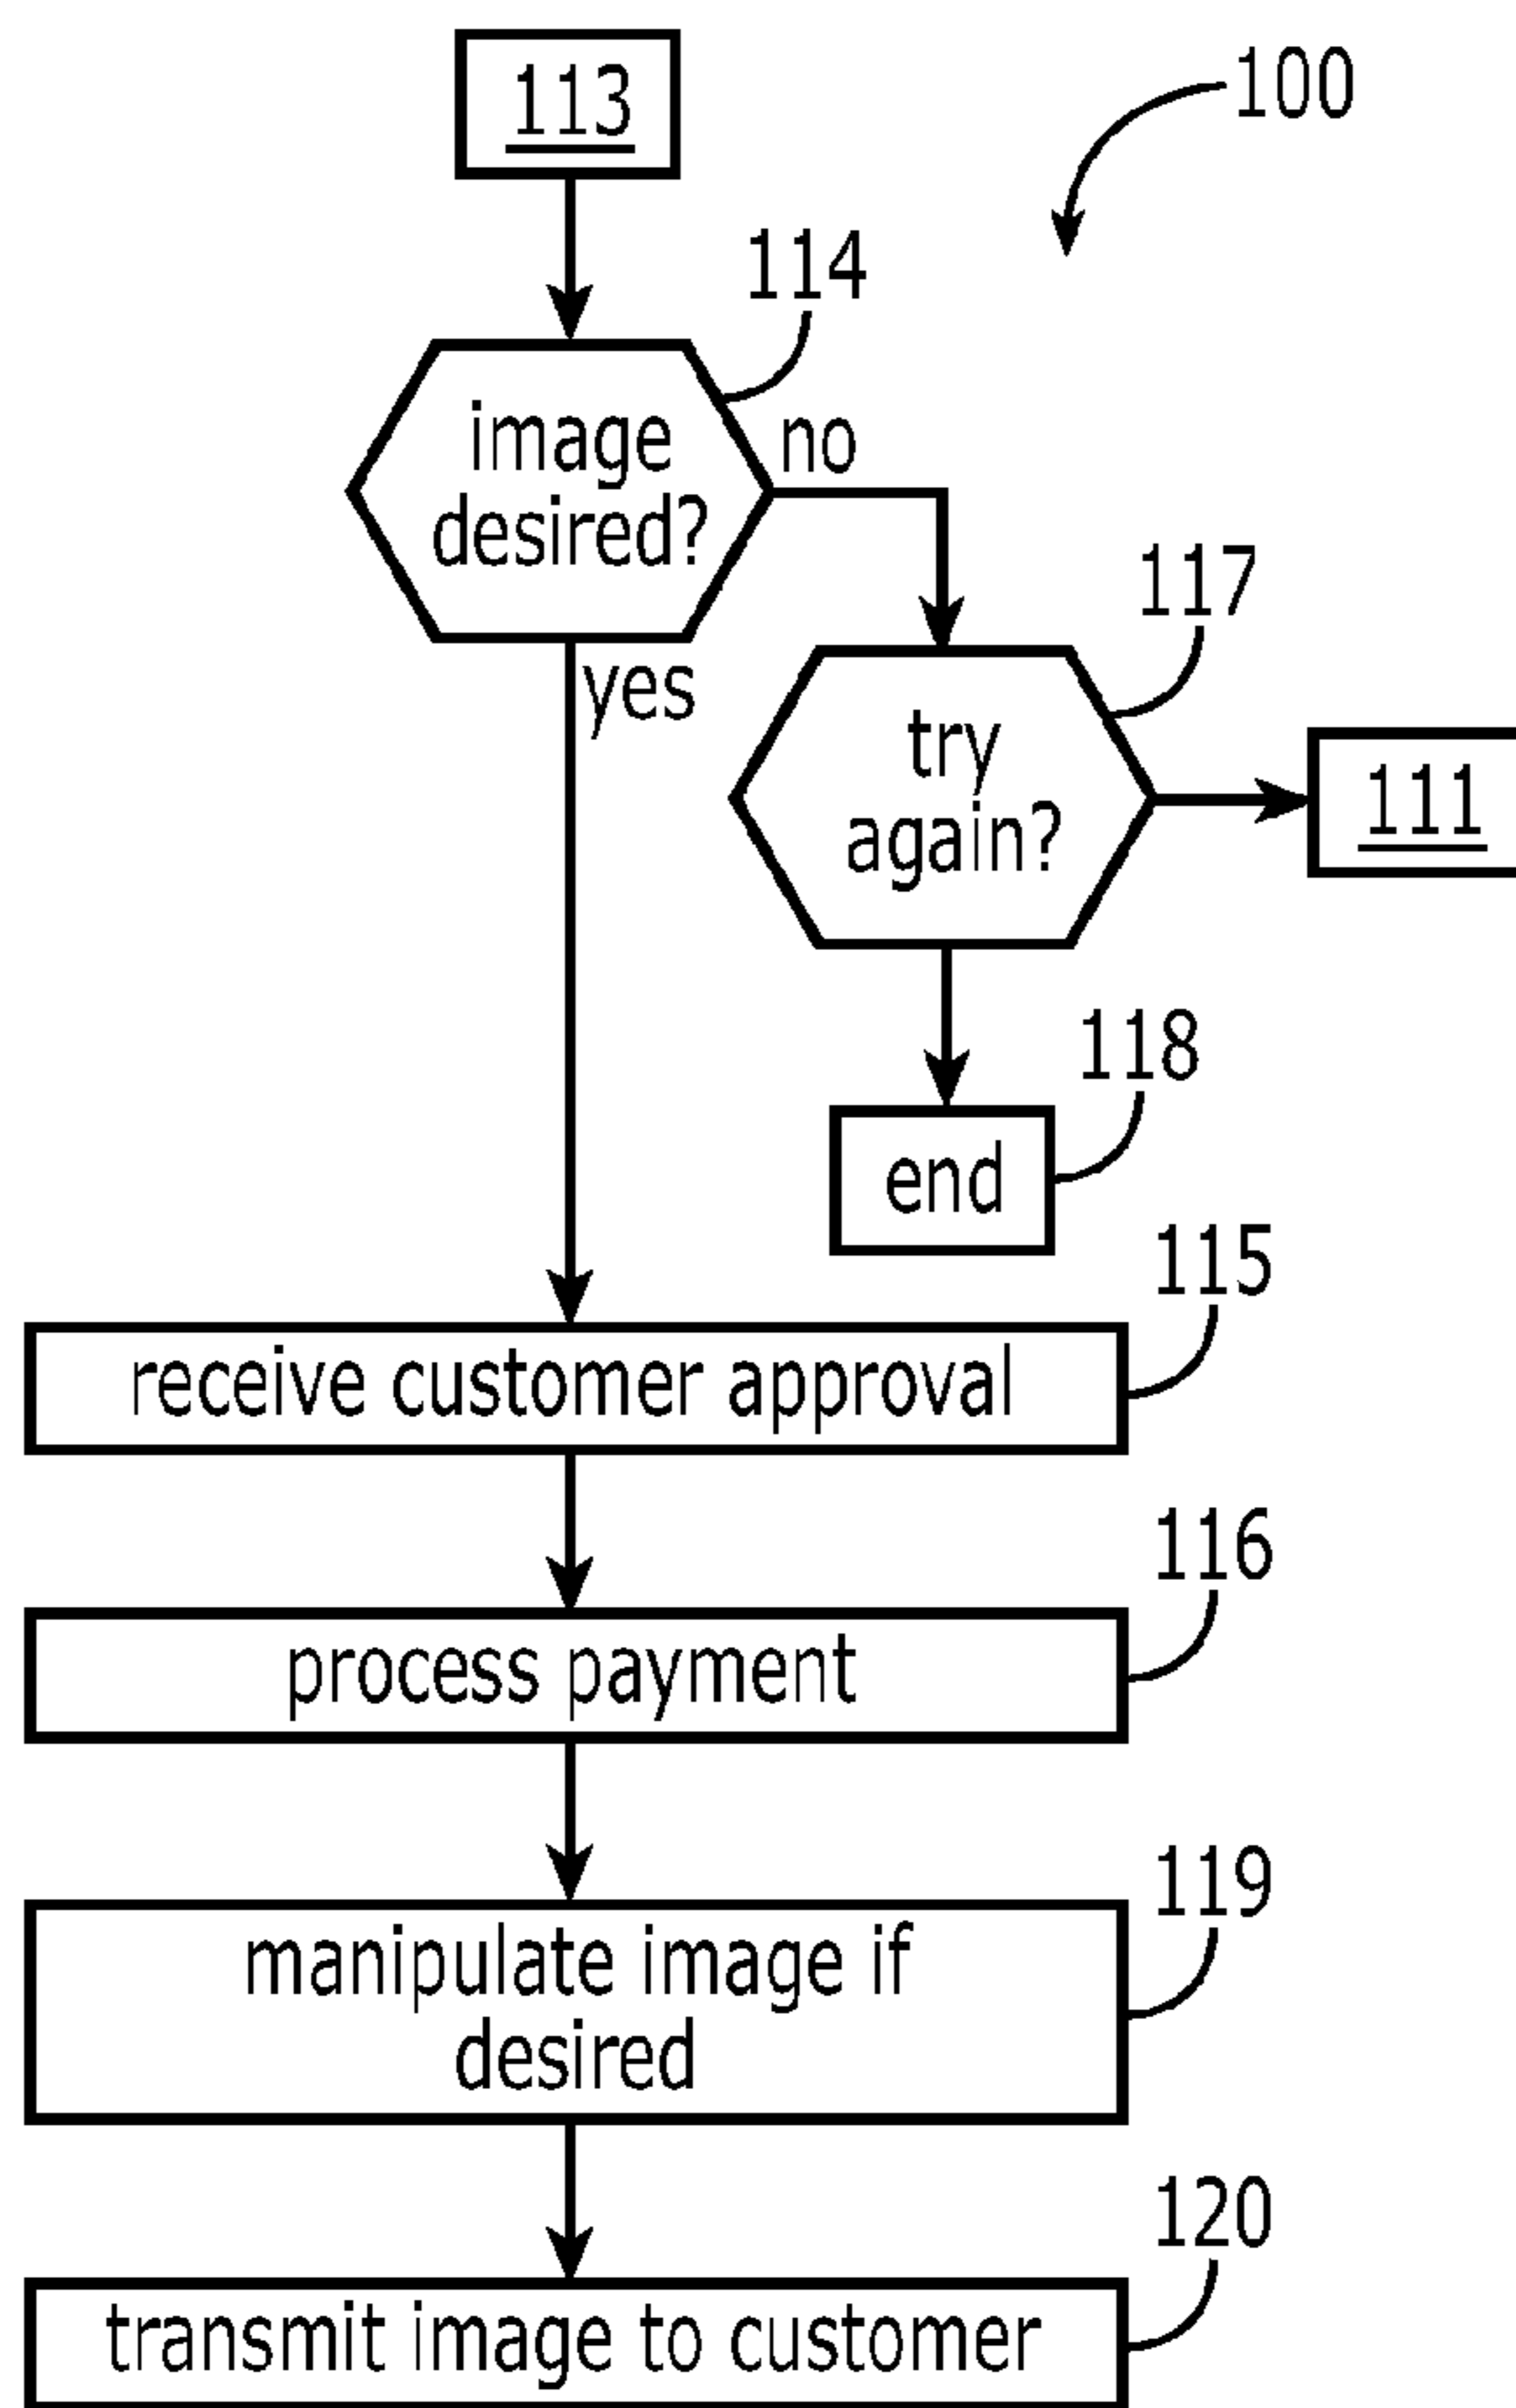 113
100
114
image
desired?
no
yes
117
try
again?
111
118
end
115
receive customer approval
116
process payment
119
manipulate image if
desired
120
transmit image to customer